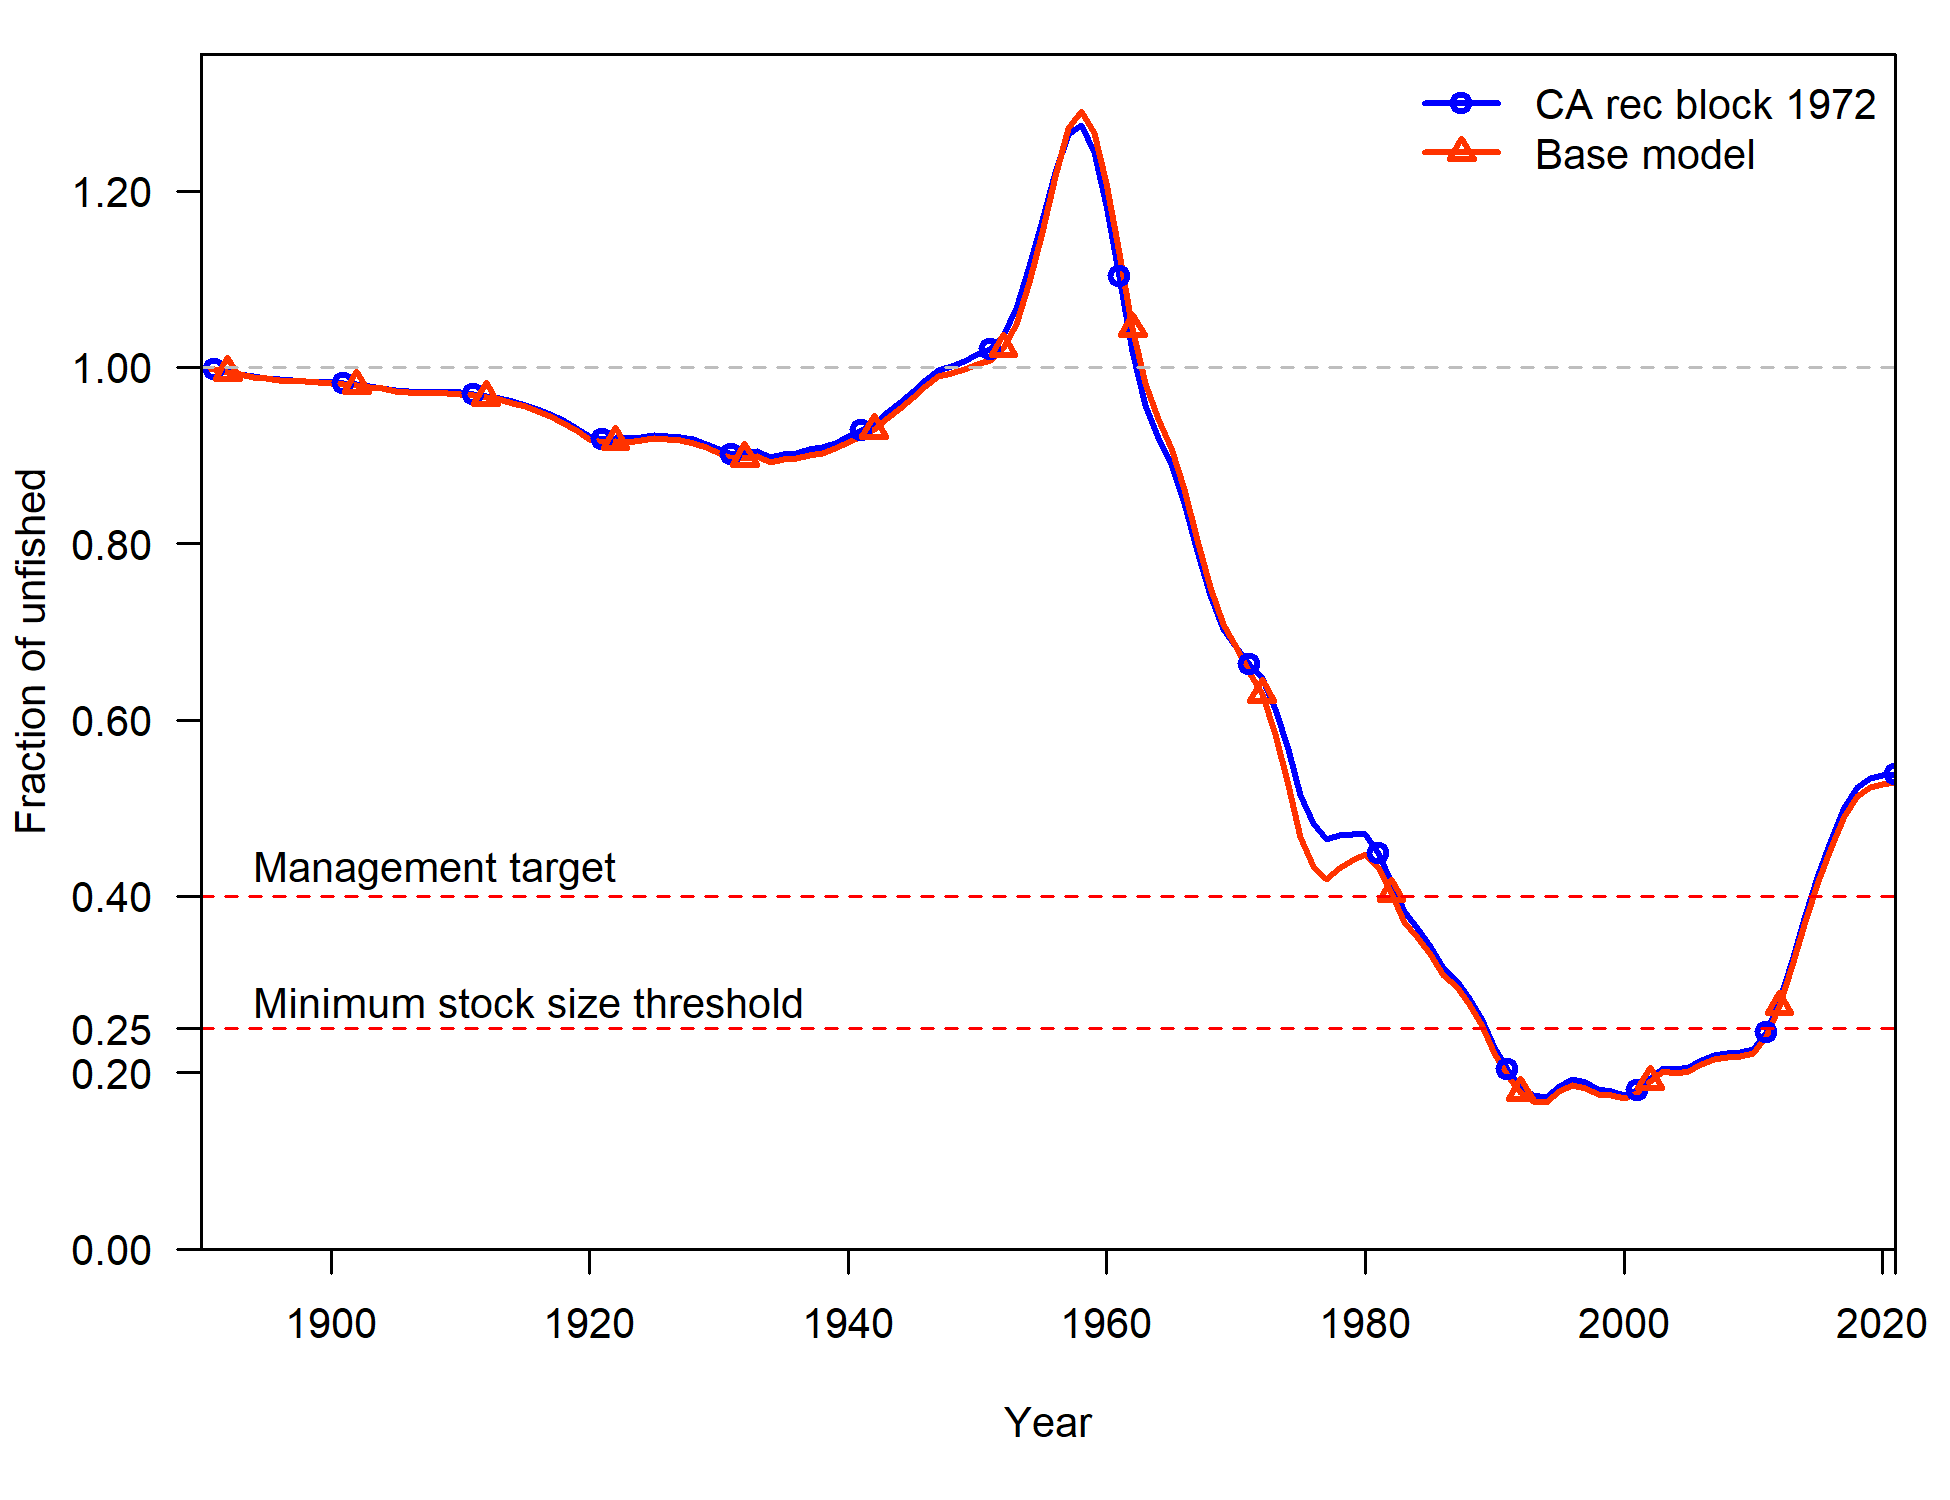 CA rec block 1972
Base model
1.20
1.00
0.80
0.60
0.40
0.25
0.20
0.00
Fraction of unfished
Management target
Minimum stock size threshold
1900 1920 1940 1960 1980 2000 2020
Year